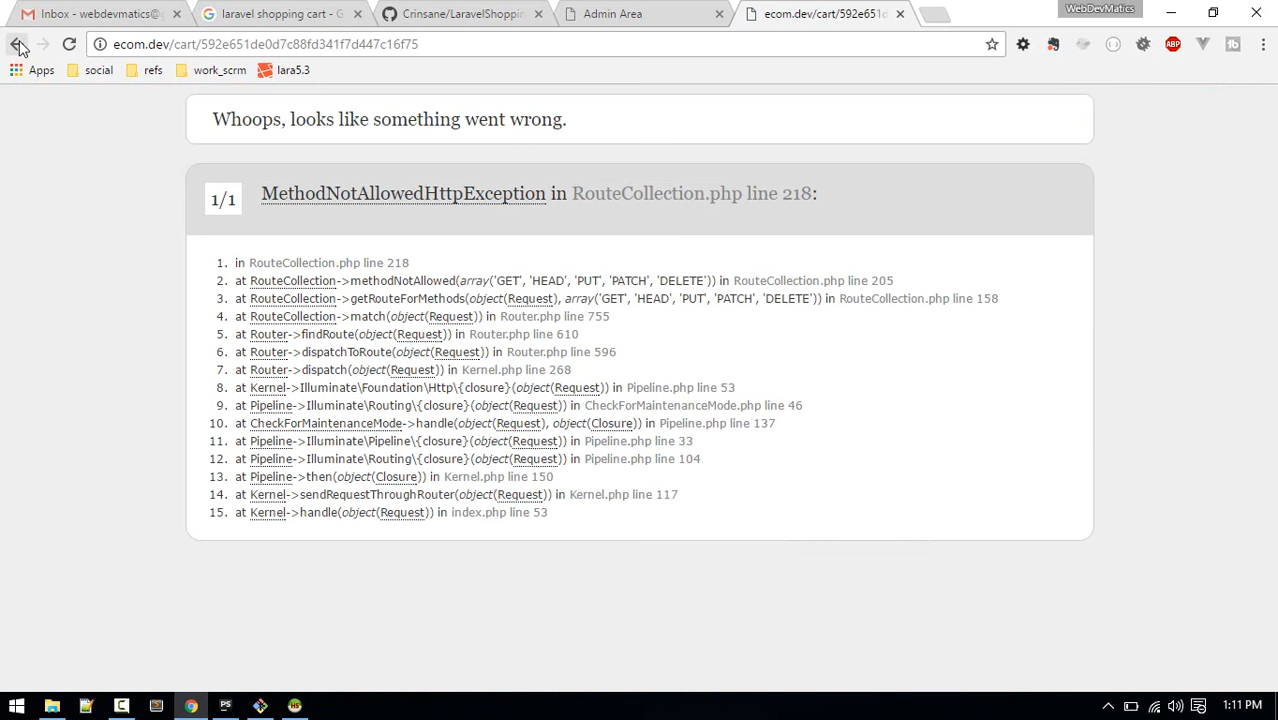 Inbox - webdevmatics@g
laravel shopping cart - G
Crinsane/LaravelShoppin
Admin Area
ecom.dev/cart/592e651d
WebDevMatics
ecom.dev/cart/592e651de0d7c88fd341f7d447c16f75
ABP
Apps
social
refs
work_scrm
lara5.3
Whoops, looks like something went wrong.
1/1
MethodNotAllowedHttpException in RouteCollection.php line 218:
1. in RouteCollection.php line 218
2. at RouteCollection->methodNotAllowed(array('GET', 'HEAD', 'PUT', 'PATCH', 'DELETE')) in RouteCollection.php line 205
3. at RouteCollection->getRouteForMethods(object(Request), array('GET', 'HEAD', 'PUT', 'PATCH', 'DELETE')) in RouteCollection.php line 158
4. at RouteCollection->match(object(Request)) in Router.php line 755
5. at Router->findRoute(object(Request)) in Router.php line 610
6. at Router->dispatchToRoute(object(Request)) in Router.php line 596
7. at Router->dispatch(object(Request)) in Kernel.php line 268
8. at Kernel->Illuminate\Foundation\Http\{closure}(object(Request)) in Pipeline.php line 53
9. at Pipeline->Illuminate\Routing\{closure}(object(Request)) in CheckForMaintenanceMode.php line 46
10. at CheckForMaintenanceMode->handle(object(Request), object(Closure)) in Pipeline.php line 137
11. at Pipeline->Illuminate\Pipeline\{closure}(object(Request)) in Pipeline.php line 33
12. at Pipeline->Illuminate\Routing\{closure}(object(Request)) in Pipeline.php line 104
13. at Pipeline->then(object(Closure)) in Kernel.php line 150
14. at Kernel->sendRequestThroughRouter(object(Request)) in Kernel.php line 117
15. at Kernel->handle(object(Request)) in index.php line 53
1:11 PM